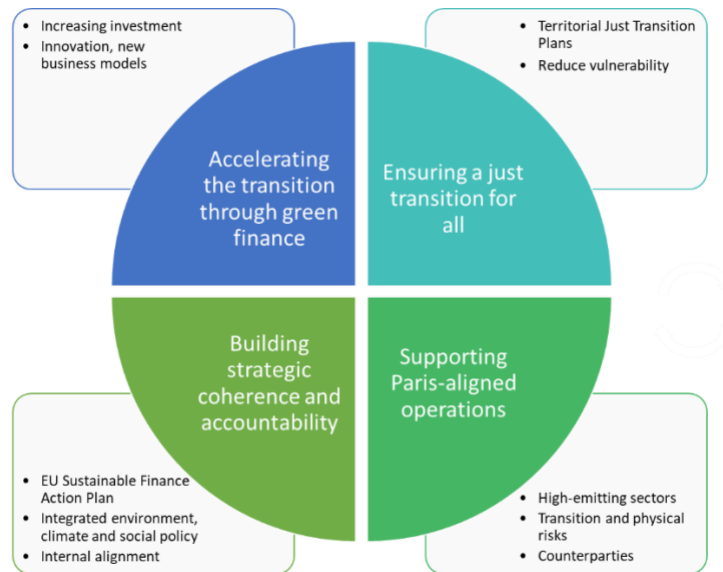 • Increasing investment
• Innovation, new
business models
• Territorial Just Transition
Plans
• Reduce vulnerability
Accelerating
the transition
through green
finance
Ensuring a just
transition for
all
Building
strategic
coherence and
accountability
Supporting
Paris-aligned
operations
• EU Sustainable Finance
Action Plan
• Integrated environment,
climate and social policy
• Internal alignment
• High-emitting sectors
• Transition and physical
risks
• Counterparties